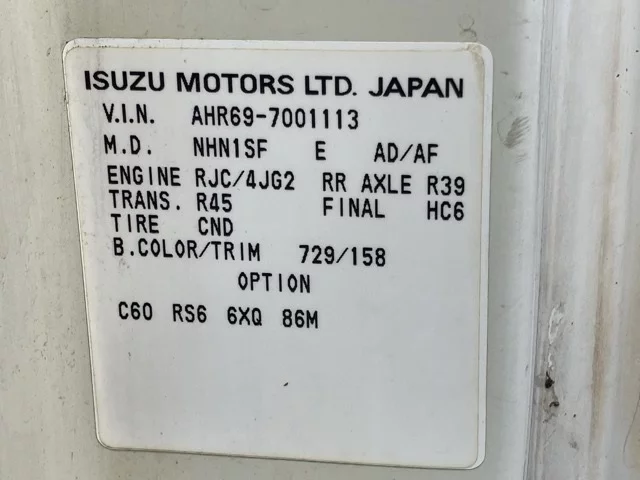 ISUZU MOTORS LTD. JAPAN
V.I.N. AHR69-7001113
M.D. NHN1SF E AD/AF
ENGINE RJC/4JG2 RR AXLE R39
TRANS. R45 FINAL HC6
TIRE CND
B.COLOR/TRIM 729/158
OPTION
C60 RS6 6XQ 86M